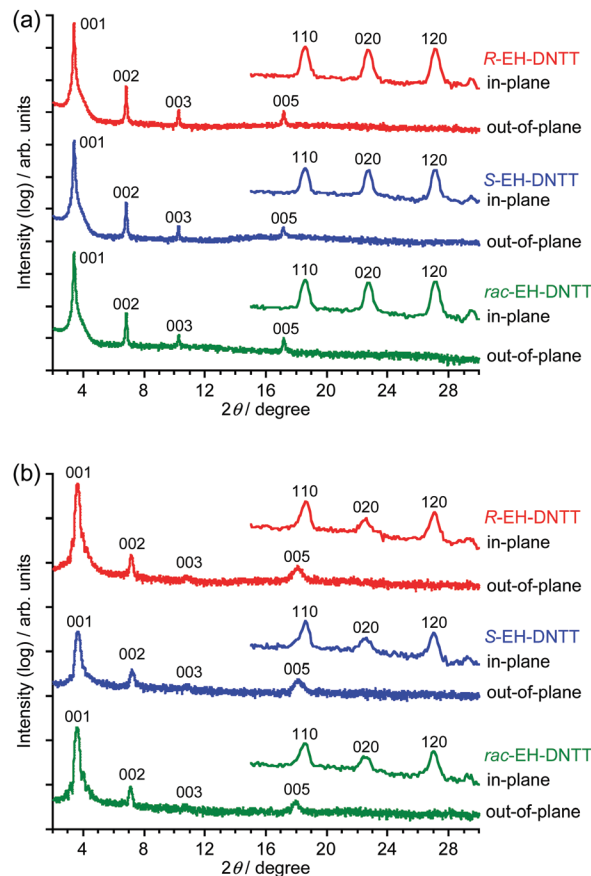 (a)
001
110
020
120
R-EH-DNTT
in-plane
002
003
005
out-of-plane
001
110
020
120
S-EH-DNTT
in-plane
002
003
005
out-of-plane
001
110
020
120
rac-EH-DNTT
in-plane
002
003
005
out-of-plane
Intensity (log) / arb. units
4 8 12 16 20 24 28
2θ / degree
(b)
001
110
020
120
R-EH-DNTT
in-plane
002
003
005
out-of-plane
001
110
020
120
S-EH-DNTT
in-plane
002
003
005
out-of-plane
001
110
020
120
rac-EH-DNTT
in-plane
002
003
005
out-of-plane
Intensity (log) / arb. units
4 8 12 16 20 24 28
2θ / degree